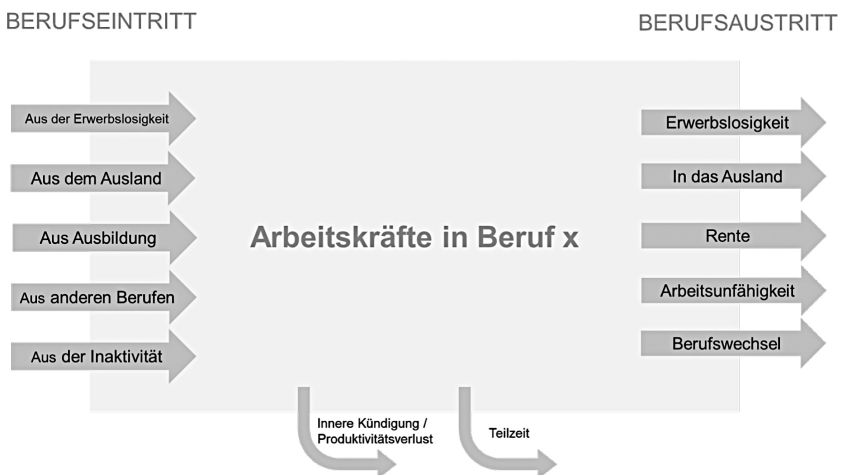 BERUFSEINTRITT
BERUFSAUSTRITT
Aus der Erwerbslosigkeit
Aus dem Ausland
Aus Ausbildung
Aus anderen Berufen
Aus der Inaktivität
Arbeitskräfte in Beruf x
Erwerbslosigkeit
In das Ausland
Rente
Arbeitsunfähigkeit
Berufswechsel
Innere Kündigung /
Produktivitätsverlust
Teilzeit